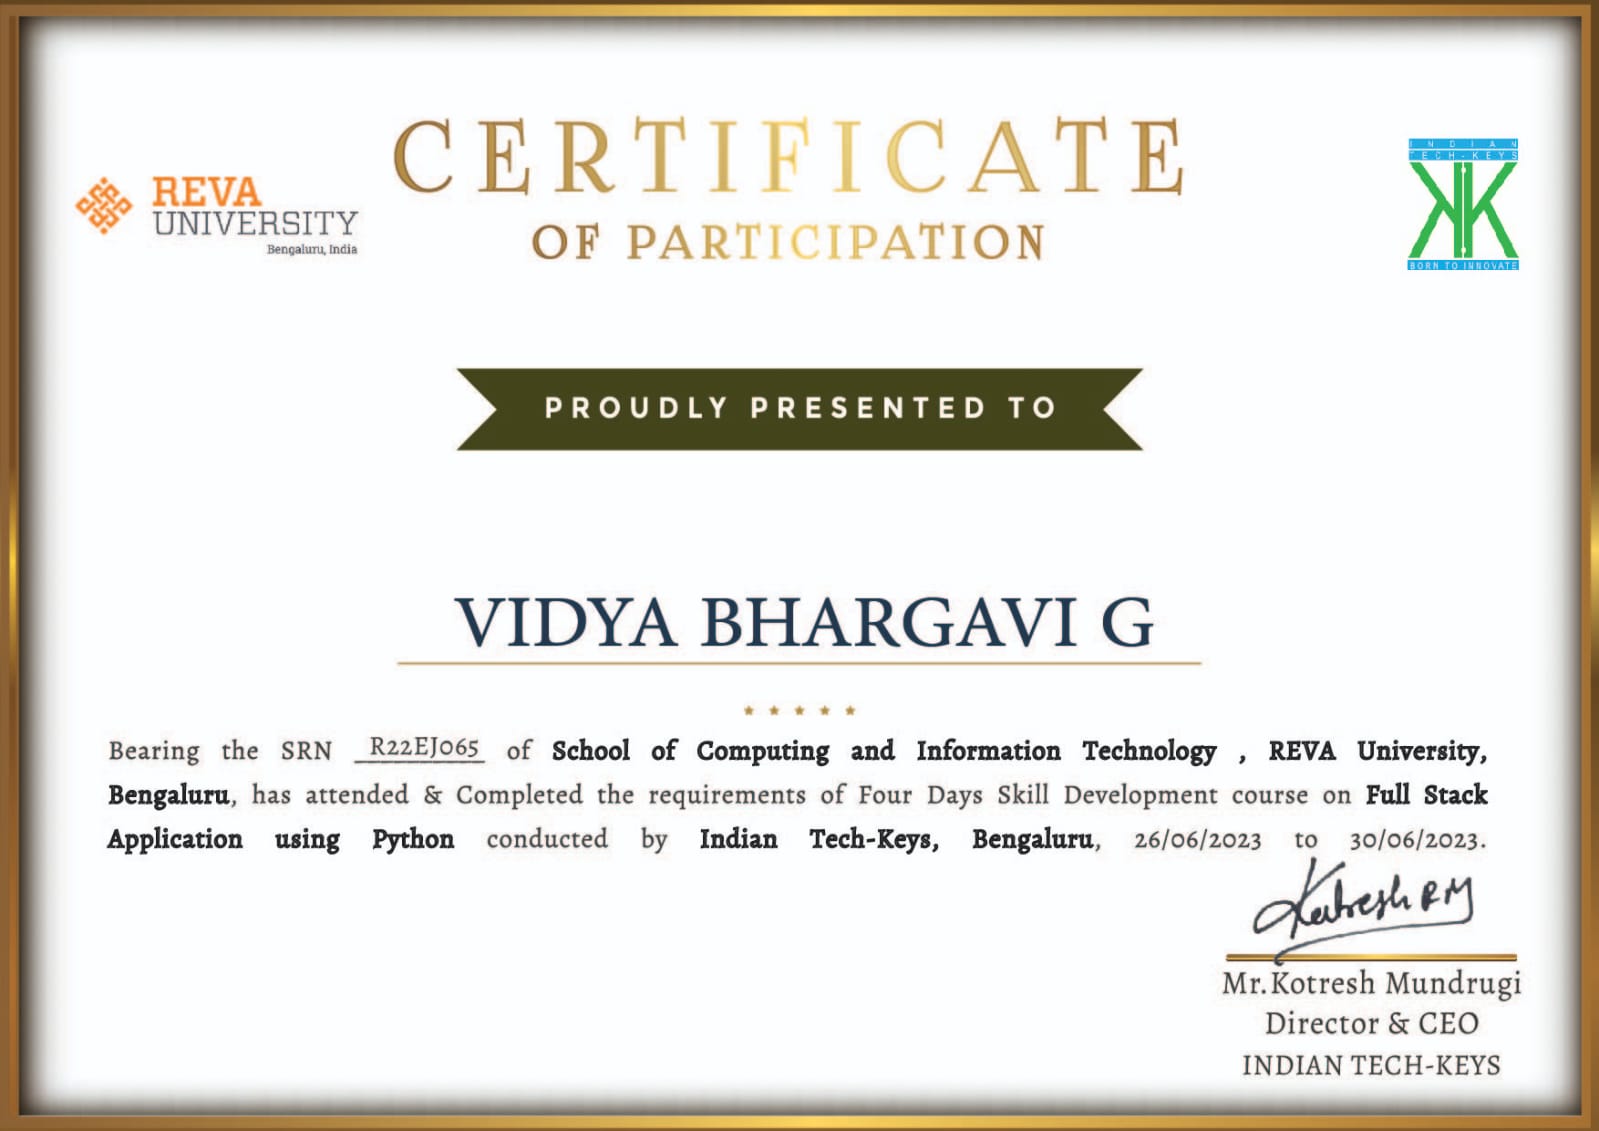 CERTIFICATE
OF PARTICIPATION
REVA
UNIVERSITY
Bengaluru, India
INDIAN
TECH-KEYS
BORN TO INNOVATE
PROUDLY PRESENTED TO
VIDYA BHARGAVI G
Bearing the SRN R22EJ065 of School of Computing and Information Technology , REVA University,
Bengaluru, has attended & Completed the requirements of Four Days Skill Development course on Full Stack
Application using Python conducted by Indian Tech-Keys, Bengaluru, 26/06/2023 to 30/06/2023.
Kotresh R M
Mr.Kotresh Mundrugi
Director & CEO
INDIAN TECH-KEYS